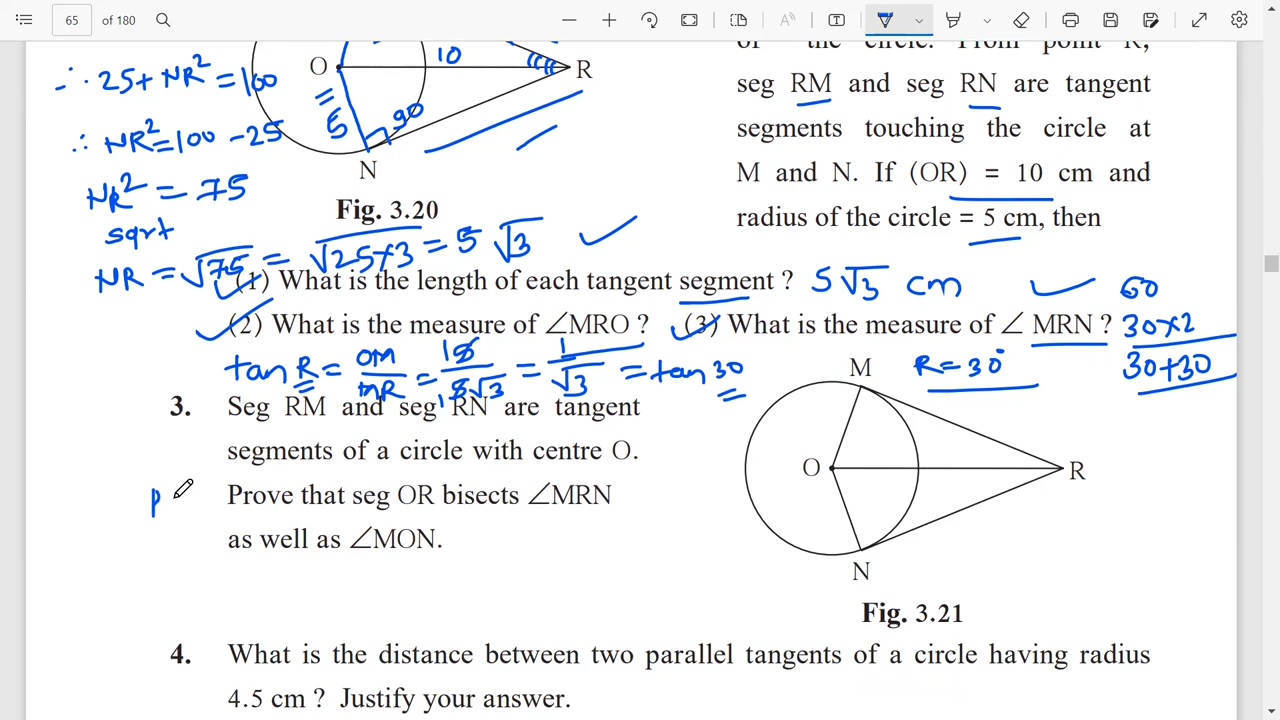 65 of 180
of the circle. From point R,
O 10 R
∴ 25 + NR² = 100
seg RM and seg RN are tangent
5 90
segments touching the circle at
∴ NR² = 100 - 25
N
M and N. If (OR) = 10 cm and
NR² = 75
Fig. 3.20
radius of the circle = 5 cm, then
sqrt
NR = √75 = √25×3 = 5 √3
(1) What is the length of each tangent segment ? 5√3 cm 60
(2) What is the measure of ∠MRO ? (3) What is the measure of ∠ MRN ? 30×2
tan R = OM/MR = 15/5√3 = 1/√3 = tan 30 R = 30° 30+30
M
3. Seg RM and seg RN are tangent
segments of a circle with centre O.
O R
P Prove that seg OR bisects ∠MRN
as well as ∠MON.
N
Fig. 3.21
4. What is the distance between two parallel tangents of a circle having radius
4.5 cm ? Justify your answer.